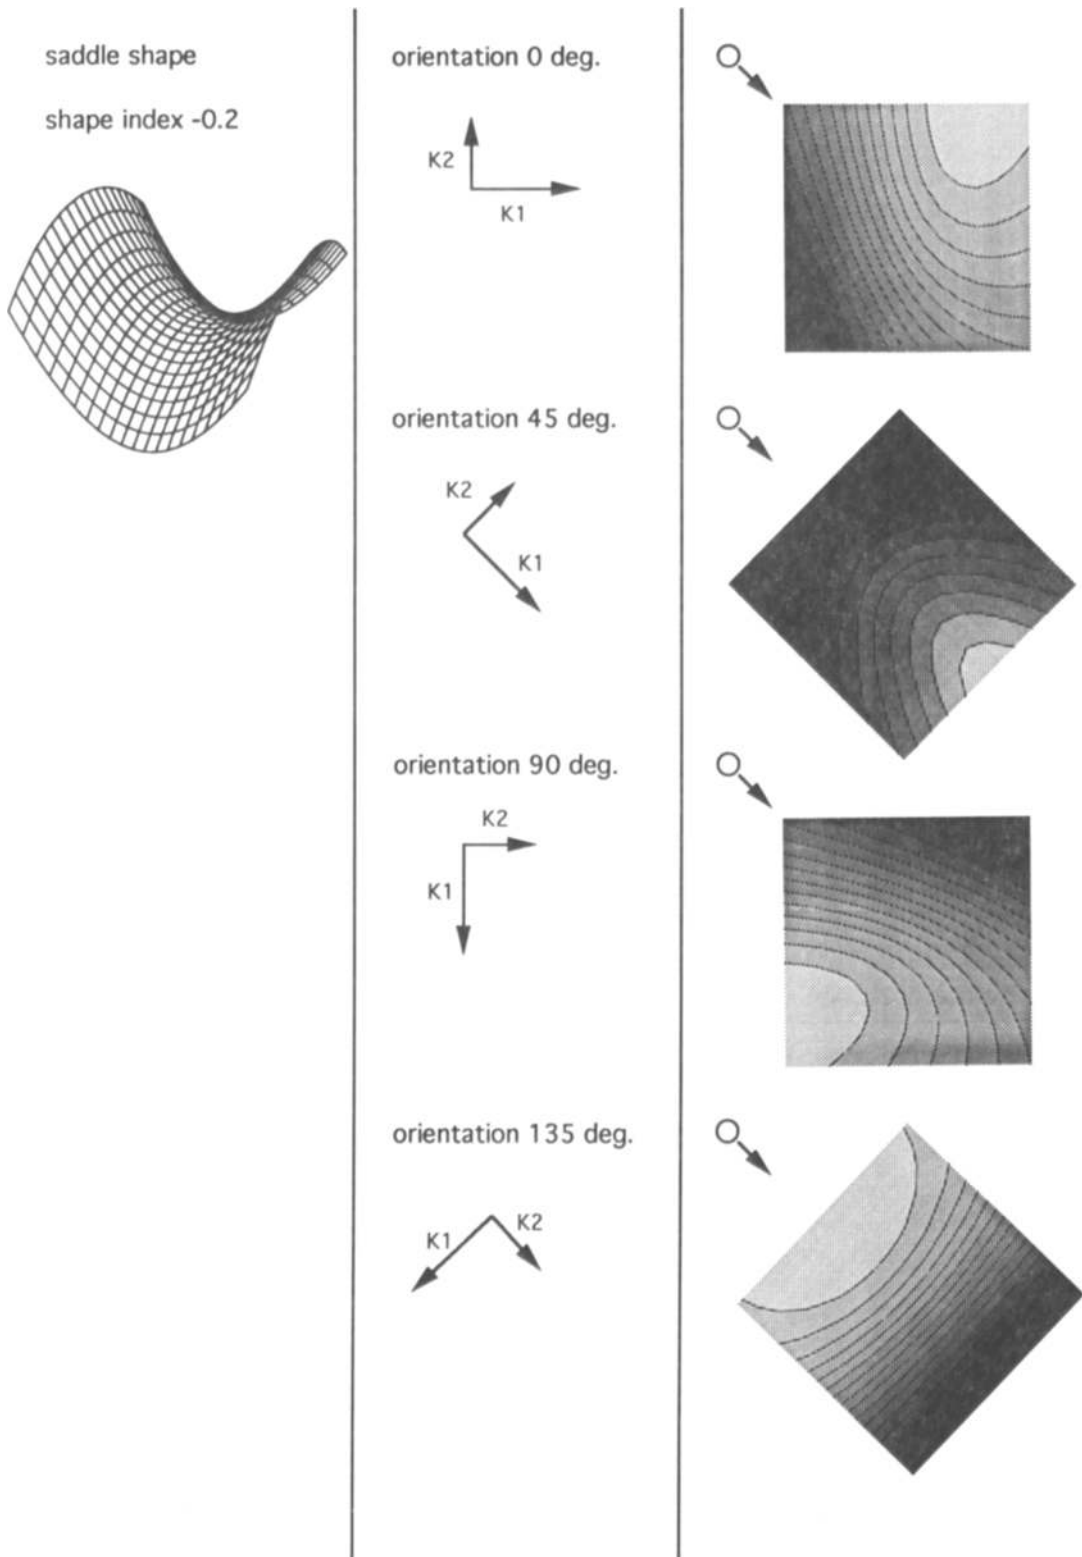 saddle shape
shape index -0.2
orientation 0 deg.
K2
K1
orientation 45 deg.
K2
K1
orientation 90 deg.
K2
K1
orientation 135 deg.
K1
K2